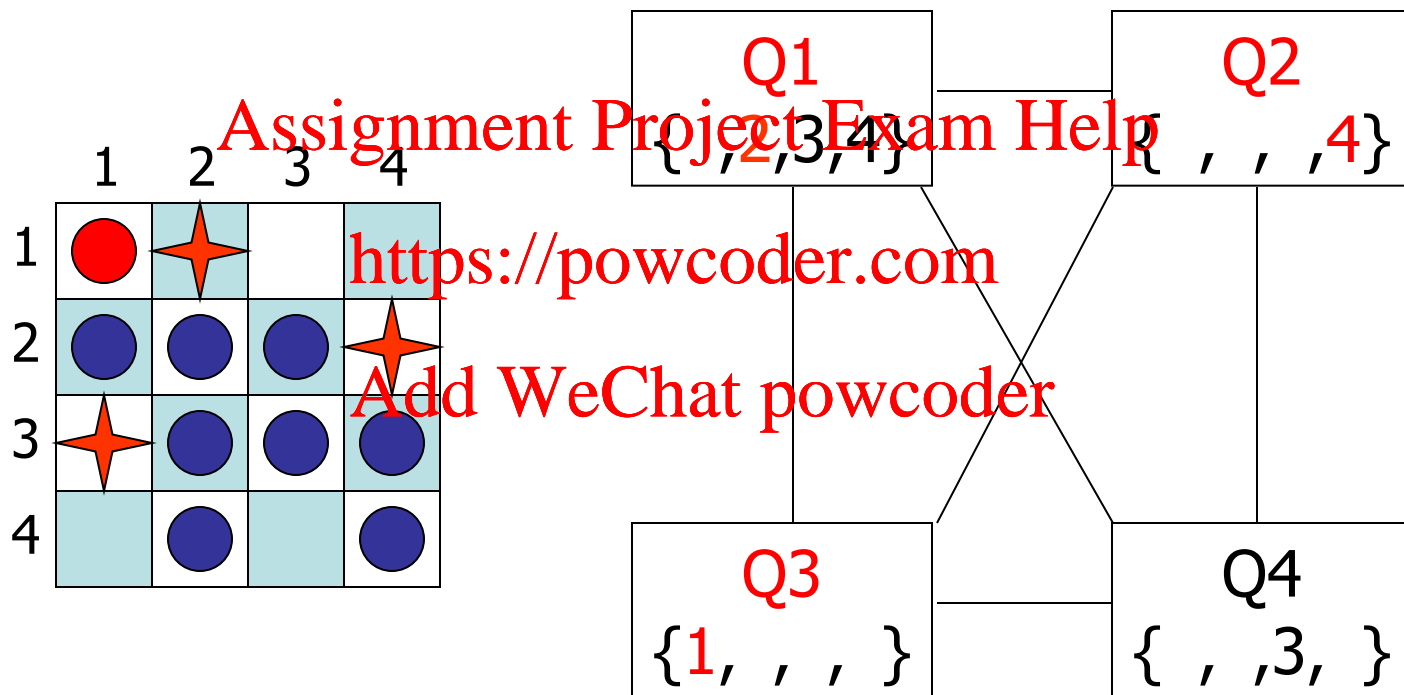 Q1 Q2
{ ,2,3,4} { , , ,4}
Assignment Project Exam Help
1 2 3 4
1
https://powcoder.com
2
Add WeChat powcoder
3
4
Q3 Q4
{1, , , } { , ,3, }